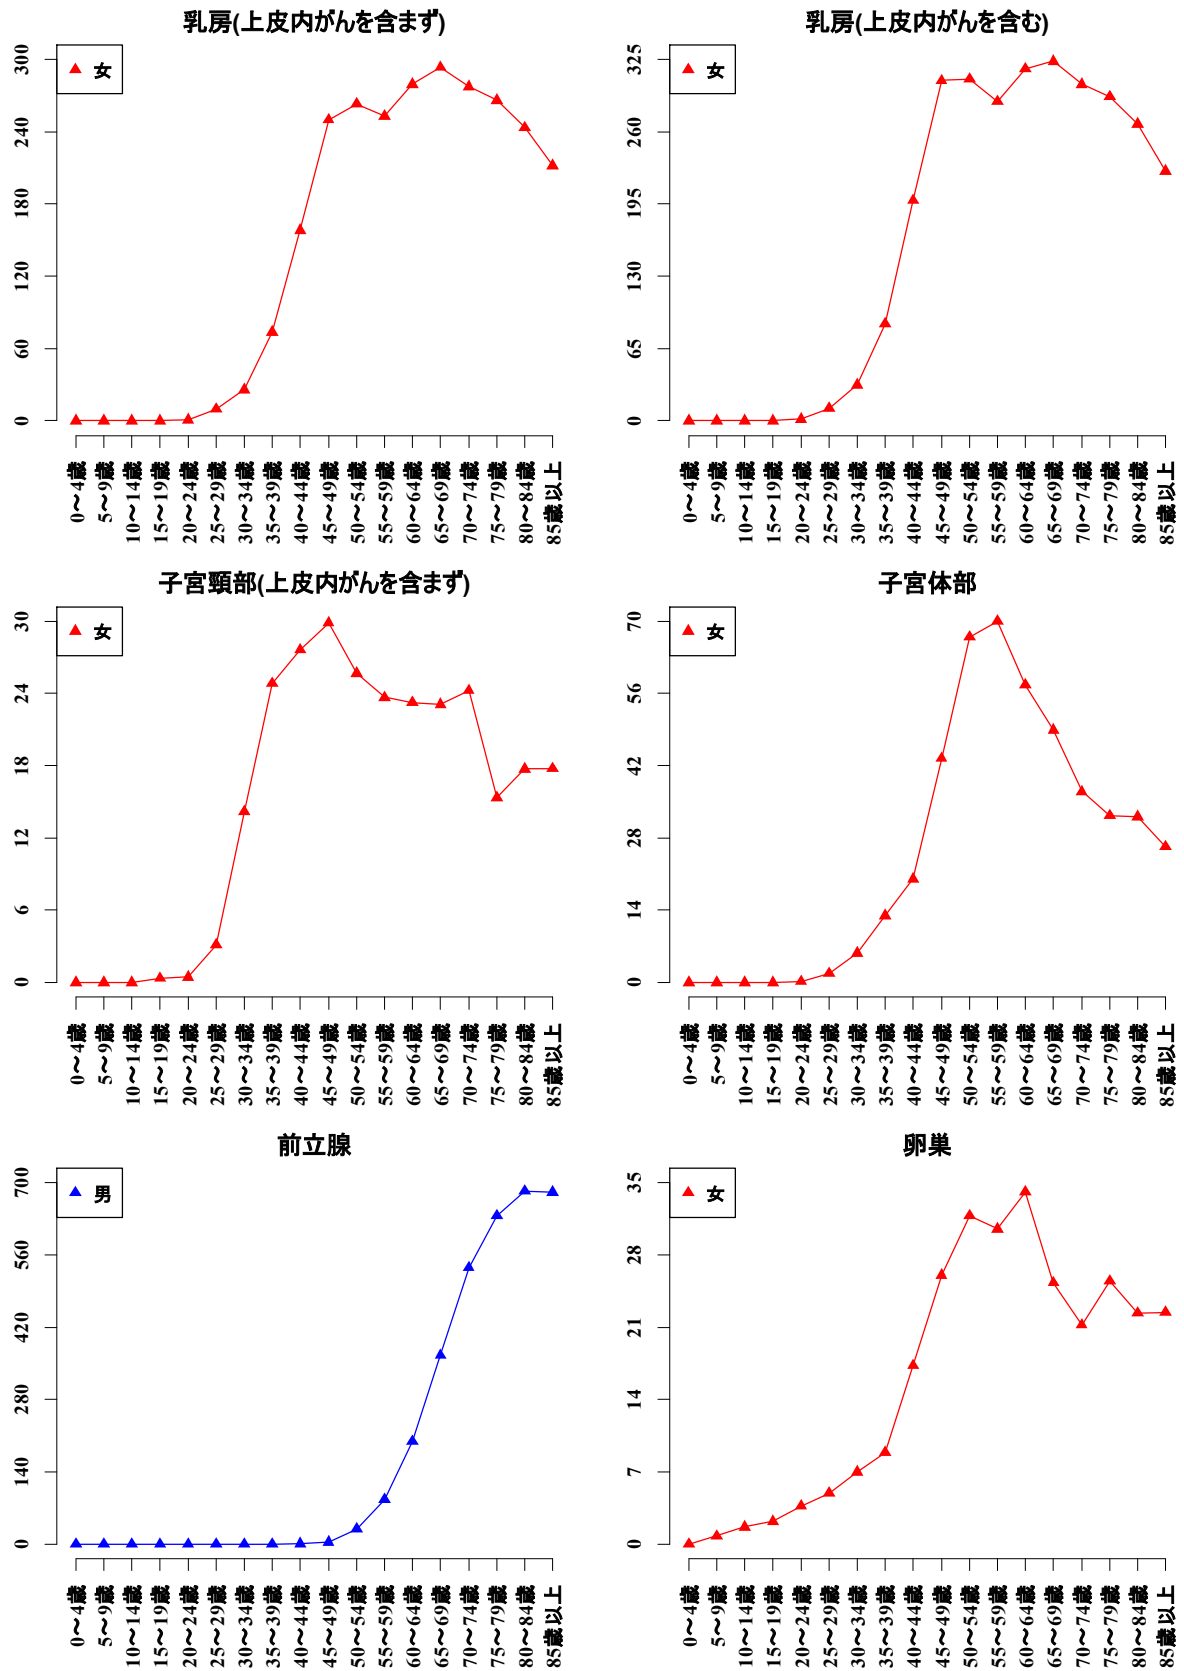 乳房(上皮内がんを含まず)
女
300
240
180
120
60
0
0〜4歳
5〜9歳
10〜14歳
15〜19歳
20〜24歳
25〜29歳
30〜34歳
35〜39歳
40〜44歳
45〜49歳
50〜54歳
55〜59歳
60〜64歳
65〜69歳
70〜74歳
75〜79歳
80〜84歳
85歳以上
乳房(上皮内がんを含む)
女
325
260
195
130
65
0
0〜4歳
5〜9歳
10〜14歳
15〜19歳
20〜24歳
25〜29歳
30〜34歳
35〜39歳
40〜44歳
45〜49歳
50〜54歳
55〜59歳
60〜64歳
65〜69歳
70〜74歳
75〜79歳
80〜84歳
85歳以上
子宮頸部(上皮内がんを含まず)
女
30
24
18
12
6
0
0〜4歳
5〜9歳
10〜14歳
15〜19歳
20〜24歳
25〜29歳
30〜34歳
35〜39歳
40〜44歳
45〜49歳
50〜54歳
55〜59歳
60〜64歳
65〜69歳
70〜74歳
75〜79歳
80〜84歳
85歳以上
子宮体部
女
70
56
42
28
14
0
0〜4歳
5〜9歳
10〜14歳
15〜19歳
20〜24歳
25〜29歳
30〜34歳
35〜39歳
40〜44歳
45〜49歳
50〜54歳
55〜59歳
60〜64歳
65〜69歳
70〜74歳
75〜79歳
80〜84歳
85歳以上
前立腺
男
700
560
420
280
140
0
0〜4歳
5〜9歳
10〜14歳
15〜19歳
20〜24歳
25〜29歳
30〜34歳
35〜39歳
40〜44歳
45〜49歳
50〜54歳
55〜59歳
60〜64歳
65〜69歳
70〜74歳
75〜79歳
80〜84歳
85歳以上
卵巣
女
35
28
21
14
7
0
0〜4歳
5〜9歳
10〜14歳
15〜19歳
20〜24歳
25〜29歳
30〜34歳
35〜39歳
40〜44歳
45〜49歳
50〜54歳
55〜59歳
60〜64歳
65〜69歳
70〜74歳
75〜79歳
80〜84歳
85歳以上